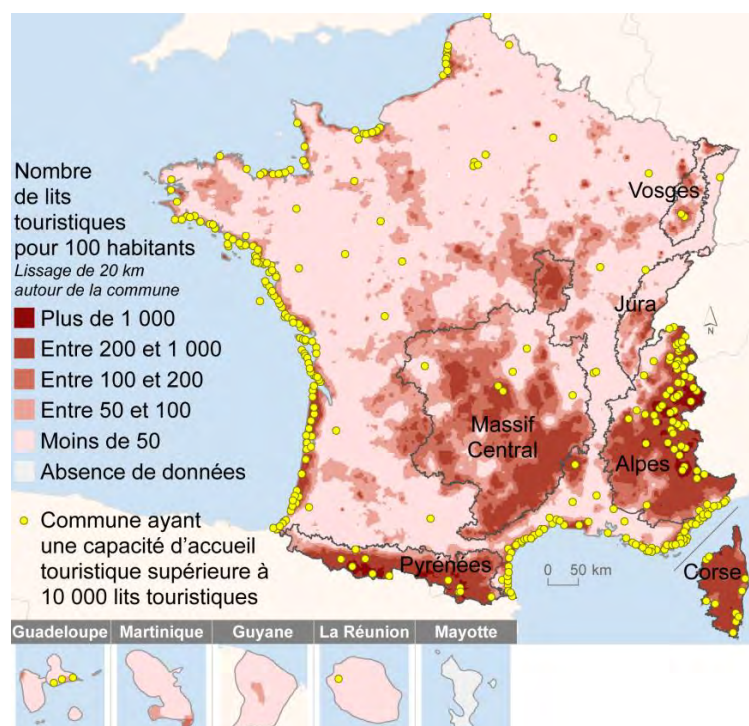 Nombre
de lits
touristiques
pour 100 habitants
Lissage de 20 km
autour de la commune
Plus de 1 000
Entre 200 et 1 000
Entre 100 et 200
Entre 50 et 100
Moins de 50
Absence de données
Commune ayant
une capacité d'accueil
touristique supérieure à
10 000 lits touristiques
Vosges
Jura
N
Massif
Central
Alpes
Pyrénées
Corse
0 50 km
Guadeloupe Martinique Guyane La Réunion Mayotte